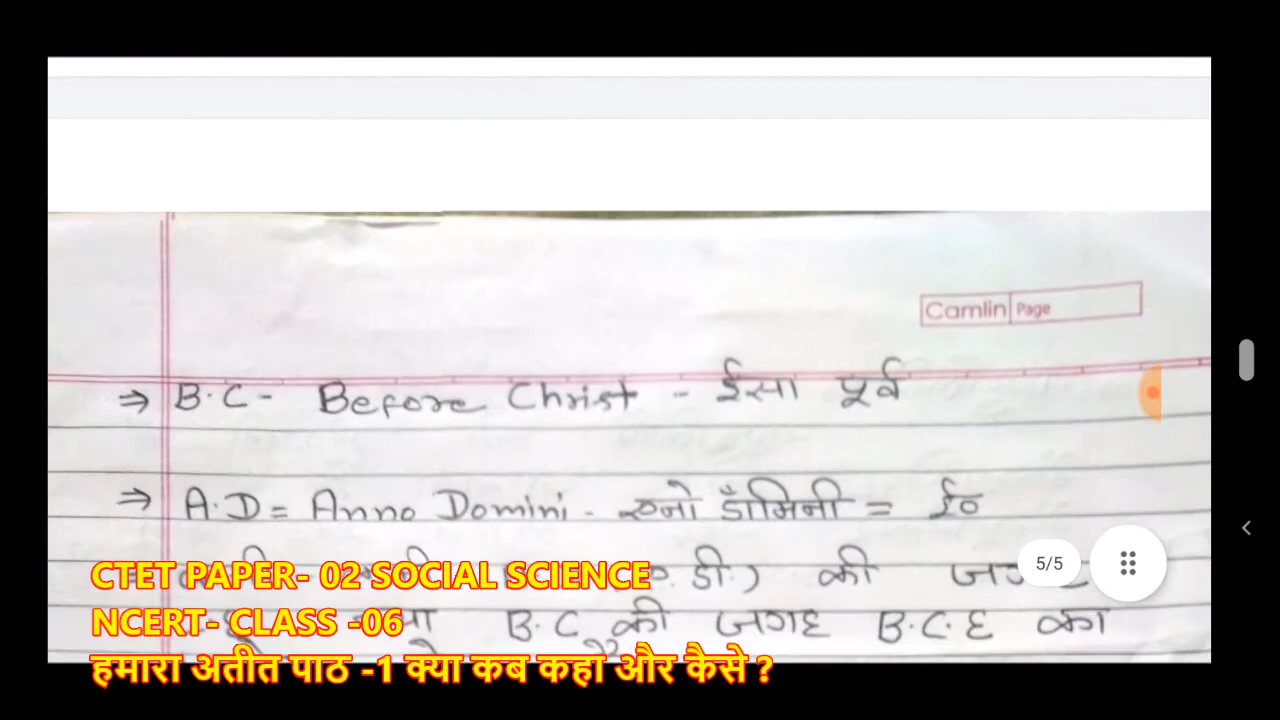 Camlin Page
⇒ B.C - Before Christ - ईसा पूर्व
⇒ A.D = Anno Domini - एनो डॉमिनी = ई०
डी.) की
5/5
B.C की जगह B.C.E का
CTET PAPER- 02 SOCIAL SCIENCE
NCERT- CLASS -06
हमारा अतीत पाठ -1 क्या कब कहा और कैसे ?